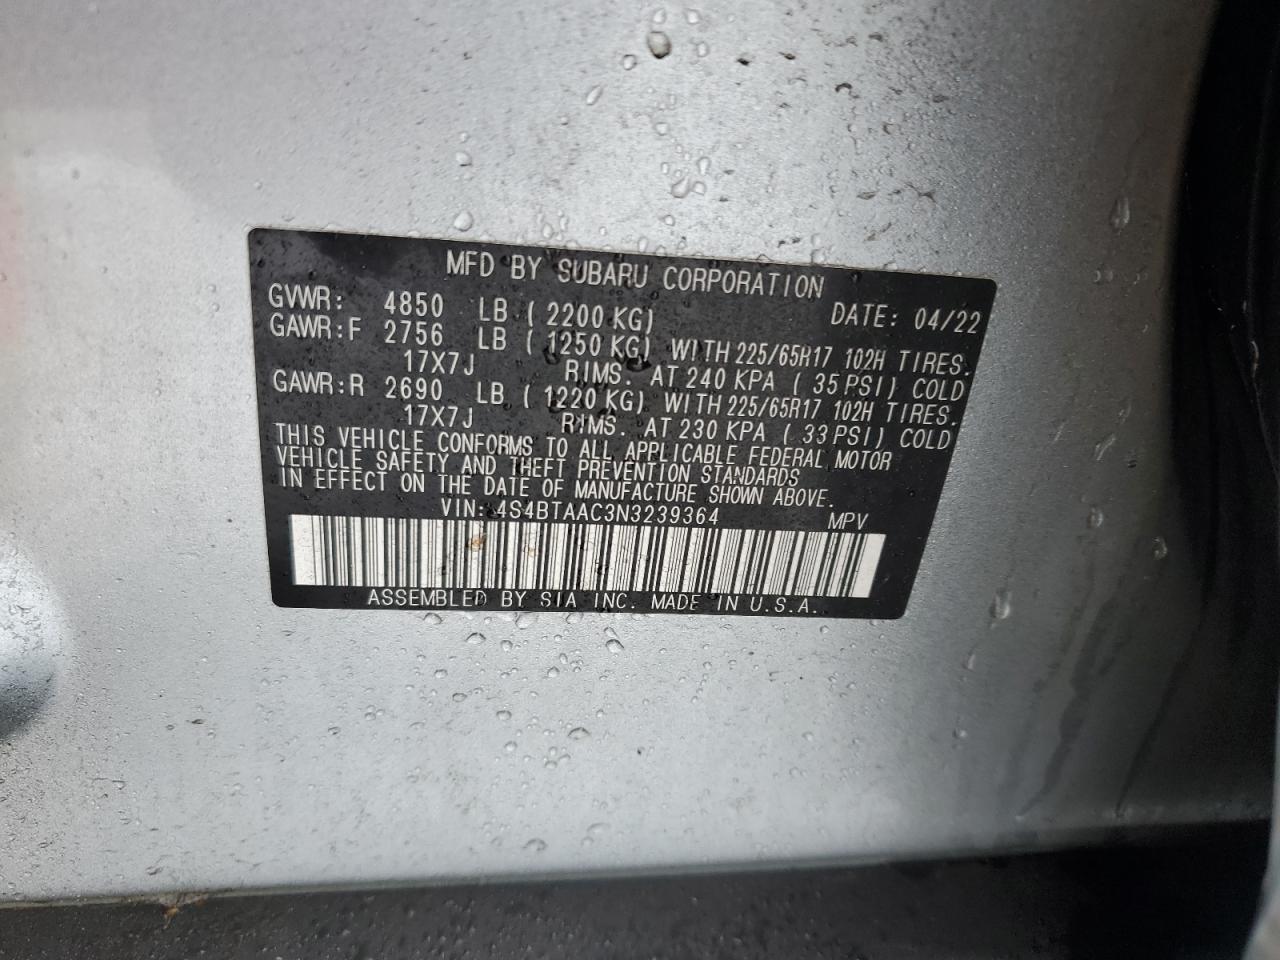 MFD BY SUBARU CORPORATION
GVWR: 4850 LB (2200 KG) DATE: 04/22
GAWR:F 2756 LB (1250 KG) WITH 225/65R17 102H TIRES.
17X7J RIMS. AT 240 KPA (35 PSI) COLD
GAWR:R 2690 LB (1220 KG) WITH 225/65R17 102H TIRES.
17X7J RIMS. AT 230 KPA (33 PSI) COLD
THIS VEHICLE CONFORMS TO ALL APPLICABLE FEDERAL MOTOR
VEHICLE SAFETY AND THEFT PREVENTION STANDARDS
IN EFFECT ON THE DATE OF MANUFACTURE SHOWN ABOVE.
VIN: 4S4BTAAC3N3239364 MPV
ASSEMBLED BY SIA INC. MADE IN U.S.A.